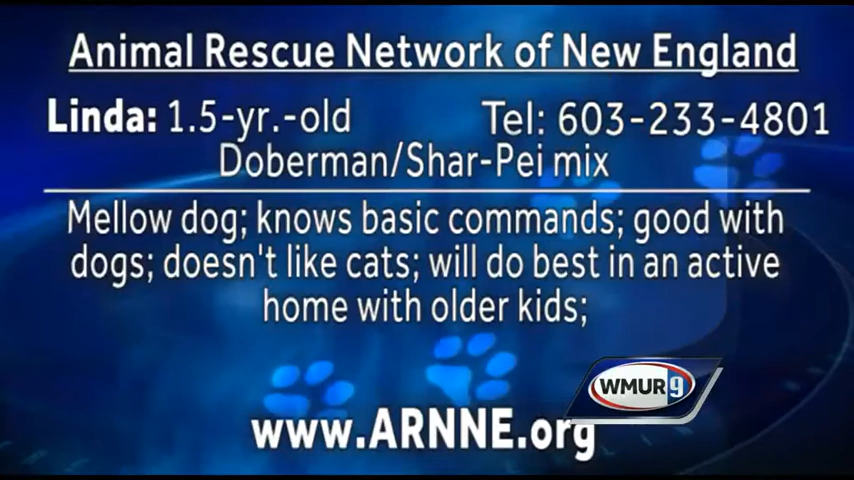 Animal Rescue Network of New England
Linda: 1.5-yr.-old Tel: 603-233-4801
Doberman/Shar-Pei mix
Mellow dog; knows basic commands; good with
dogs; doesn't like cats; will do best in an active
home with older kids;
WMUR 9
www.ARNNE.org